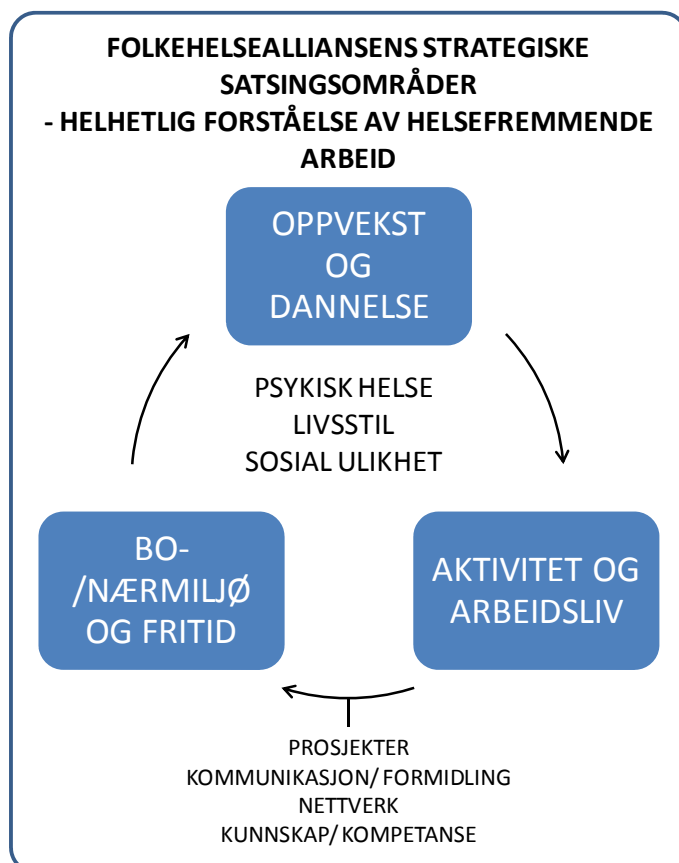 FOLKEHELSEALLIANSENS STRATEGISKE
SATSINGSOMRÅDER
- HELHETLIG FORSTÅELSE AV HELSEFREMMENDE
ARBEID
OPPVEKST
OG
DANNELSE
PSYKISK HELSE
LIVSSTIL
SOSIAL ULIKHET
BO-
/NÆRMILJØ
OG FRITID
AKTIVITET OG
ARBEIDSLIV
PROSJEKTER
KOMMUNIKASJON/ FORMIDLING
NETTVERK
KUNNSKAP/ KOMPETANSE